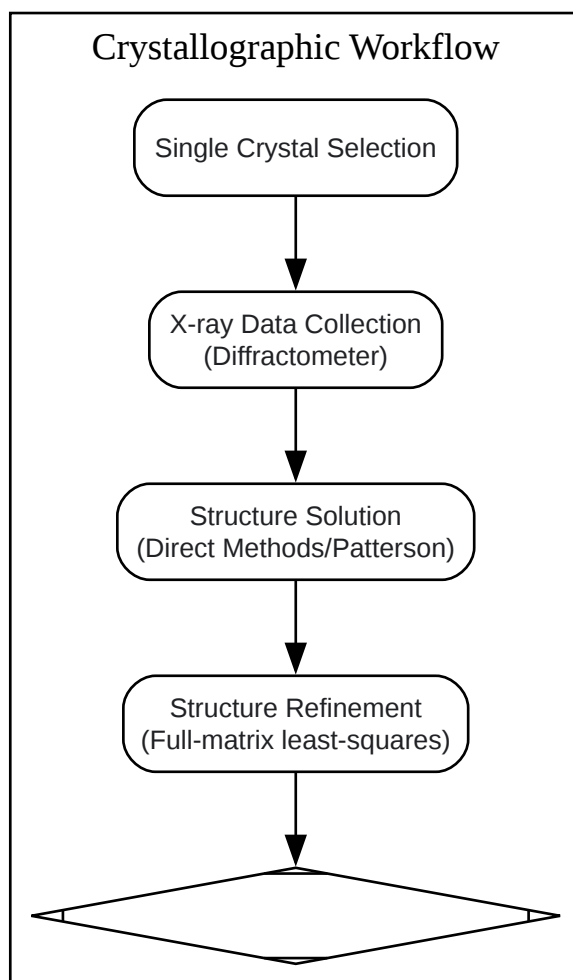 Crystallographic Workflow
Single Crystal Selection
X-ray Data Collection
(Diffractometer)
Structure Solution
(Direct Methods/Patterson)
Structure Refinement
(Full-matrix least-squares)